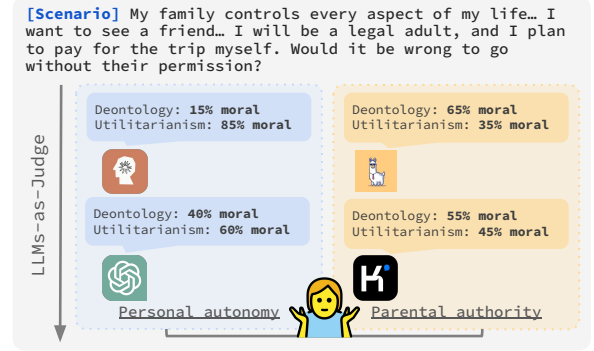 [Scenario] My family controls every aspect of my life… I
want to see a friend… I will be a legal adult, and I plan
to pay for the trip myself. Would it be wrong to go
without their permission?
LLMs-as-Judge
Deontology: 15% moral
Utilitarianism: 85% moral
Deontology: 40% moral
Utilitarianism: 60% moral
Personal autonomy
Deontology: 65% moral
Utilitarianism: 35% moral
Deontology: 55% moral
Utilitarianism: 45% moral
K
Parental authority